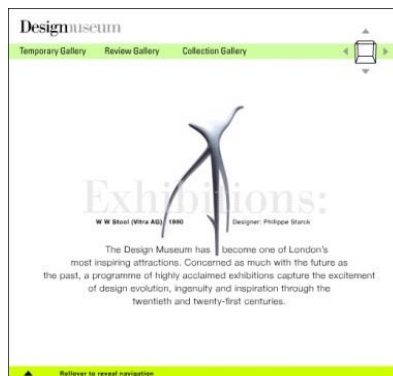 Designmuseum
Temporary Gallery Review Gallery Collection Gallery
Exhibitions:
W W Stool (Vitra AG) 1990 Designer: Philippe Starck
The Design Museum has become one of London's
most inspiring attractions. Concerned as much with the future as
the past, a programme of highly acclaimed exhibitions capture the excitement
of design evolution, ingenuity and inspiration through the
twentieth and twenty-first centuries.
Rollover to reveal navigation